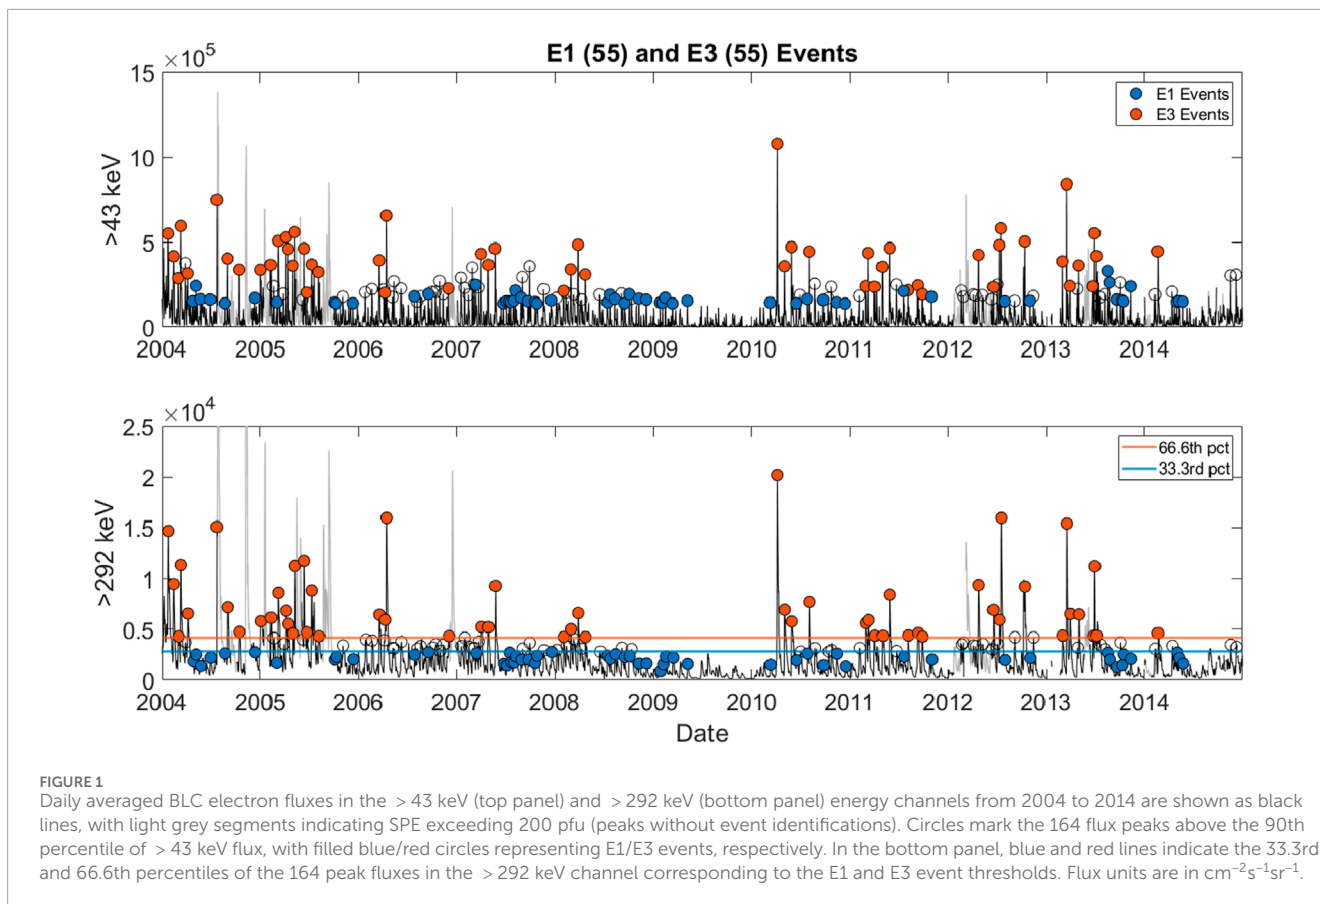 E1 (55) and E3 (55) Events
×10⁵
15
10
5
0
>43 keV
E1 Events
E3 Events
2004 2005 2006 2007 2008 2009 2010 2011 2012 2013 2014
×10⁴
2.5
2
1.5
1
0.5
0
>292 keV
66.6th pct
33.3rd pct
2004 2005 2006 2007 2008 2009 2010 2011 2012 2013 2014
Date
FIGURE 1
Daily averaged BLC electron fluxes in the > 43 keV (top panel) and > 292 keV (bottom panel) energy channels from 2004 to 2014 are shown as black
lines, with light grey segments indicating SPE exceeding 200 pfu (peaks without event identifications). Circles mark the 164 flux peaks above the 90th
percentile of > 43 keV flux, with filled blue/red circles representing E1/E3 events, respectively. In the bottom panel, blue and red lines indicate the 33.3rd
and 66.6th percentiles of the 164 peak fluxes in the > 292 keV channel corresponding to the E1 and E3 event thresholds. Flux units are in cm⁻²s⁻¹sr⁻¹.